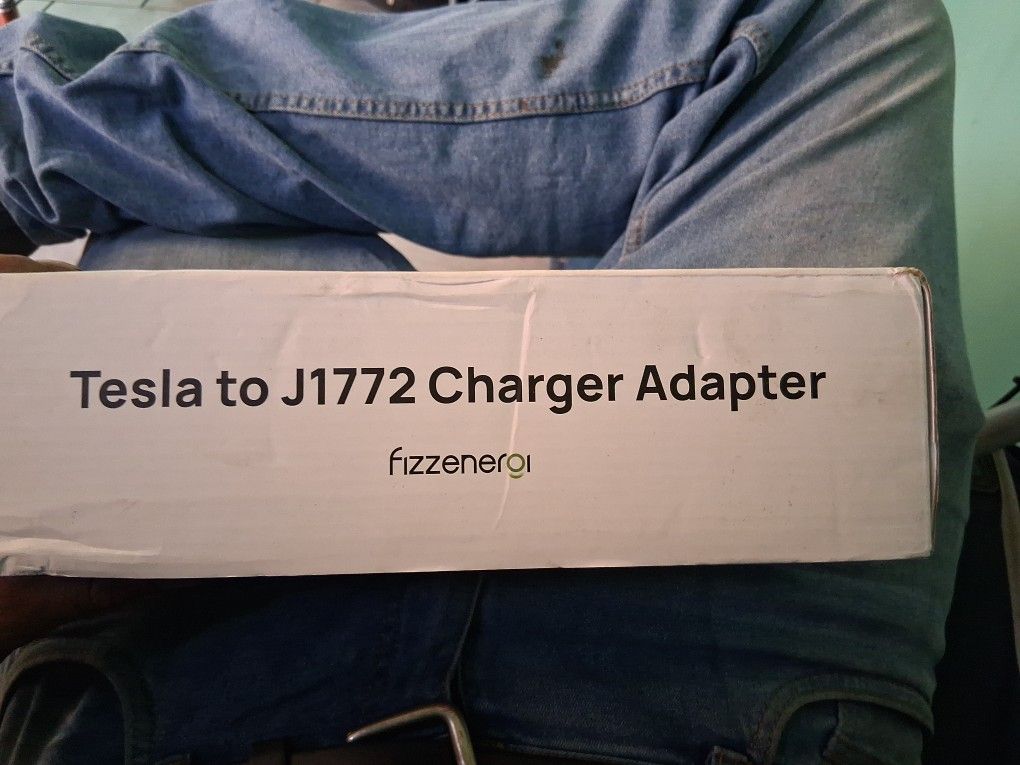 Tesla to J1772 Charger Adapter
fizzenergi